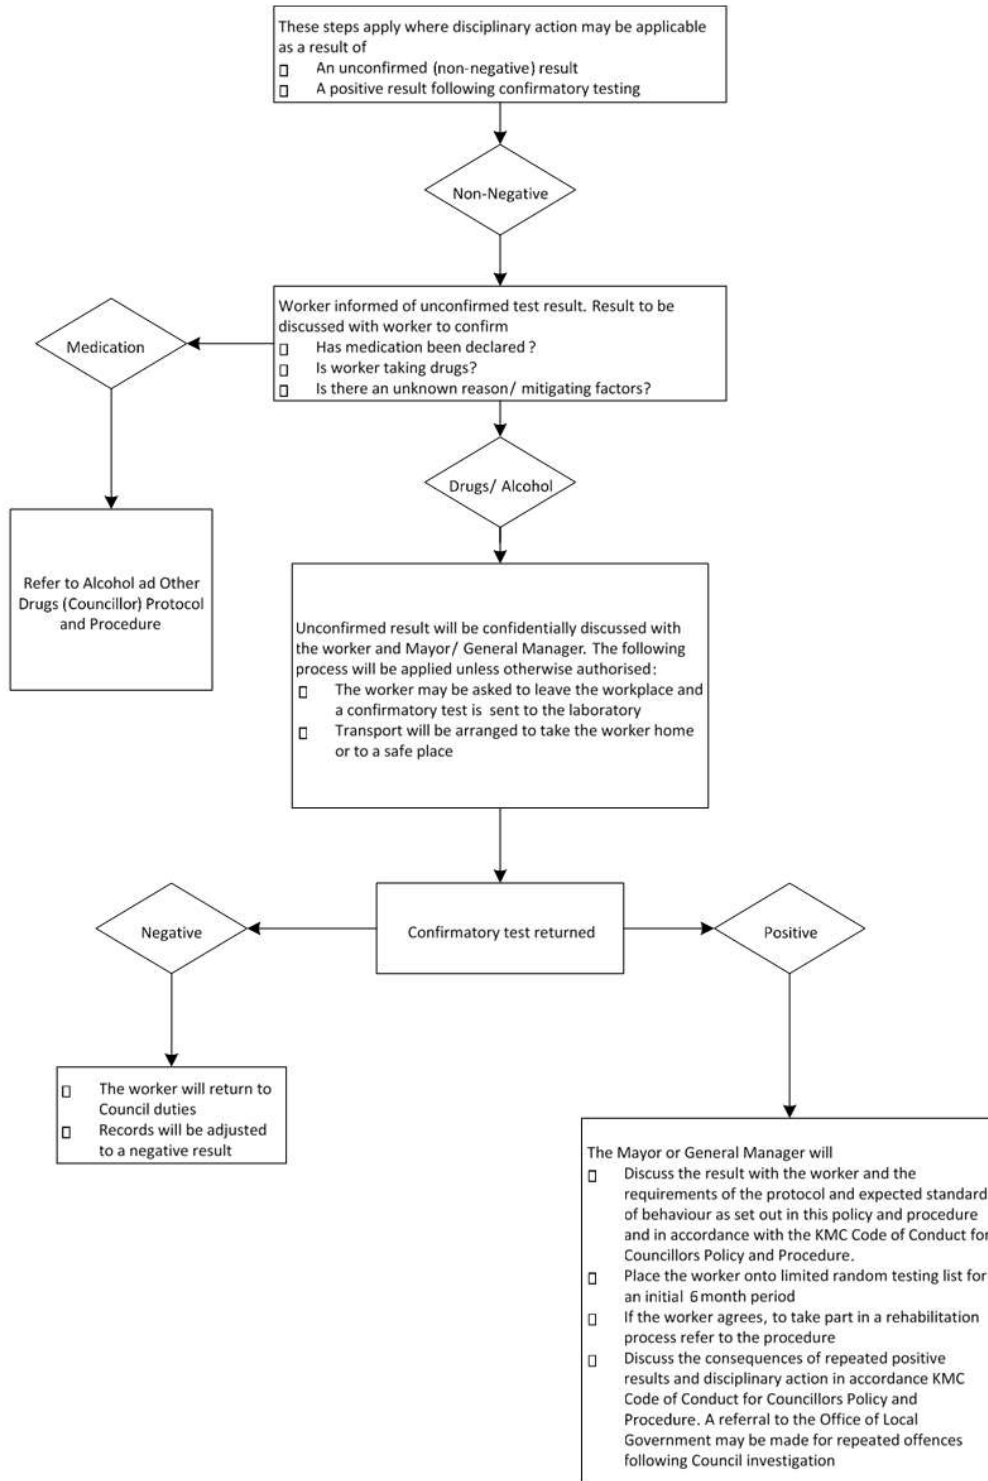 These steps apply where disciplinary action may be applicable
as a result of
An unconfirmed (non-negative) result
A positive result following confirmatory testing
Non-Negative
Worker informed of unconfirmed test result. Result to be
discussed with worker to confirm
Has medication been declared ?
Is worker taking drugs?
Is there an unknown reason/ mitigating factors?
Medication
Drugs/ Alcohol
Refer to Alcohol ad Other
Drugs (Councillor) Protocol
and Procedure
Unconfirmed result will be confidentially discussed with
the worker and Mayor/ General Manager. The following
process will be applied unless otherwise authorised:
The worker may be asked to leave the workplace and
a confirmatory test is sent to the laboratory
Transport will be arranged to take the worker home
or to a safe place
Negative
Confirmatory test returned
Positive
The worker will return to
Council duties
Records will be adjusted
to a negative result
The Mayor or General Manager will
Discuss the result with the worker and the
requirements of the protocol and expected standard
of behaviour as set out in this policy and procedure
and in accordance with the KMC Code of Conduct for
Councillors Policy and Procedure.
Place the worker onto limited random testing list for
an initial 6 month period
If the worker agrees, to take part in a rehabilitation
process refer to the procedure
Discuss the consequences of repeated positive
results and disciplinary action in accordance KMC
Code of Conduct for Councillors Policy and
Procedure. A referral to the Office of Local
Government may be made for repeated offences
following Council investigation